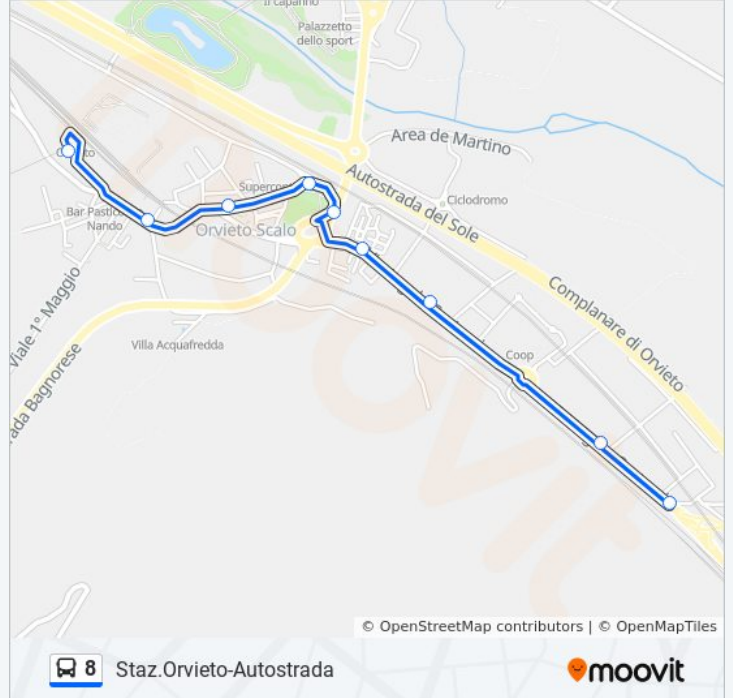 Il capanno
Palazzetto
dello sport
Area de Martino
Autostrada del Sole
Ciclodromo
Bar Pastic
Nando
Orvieto Scalo
Viale 1° Maggio
Complanare di Orvieto
Villa Acquafredda
Coop
rada Bagnorese
© OpenStreetMap contributors | © OpenMapTiles
8 Staz.Orvieto-Autostrada
moovit